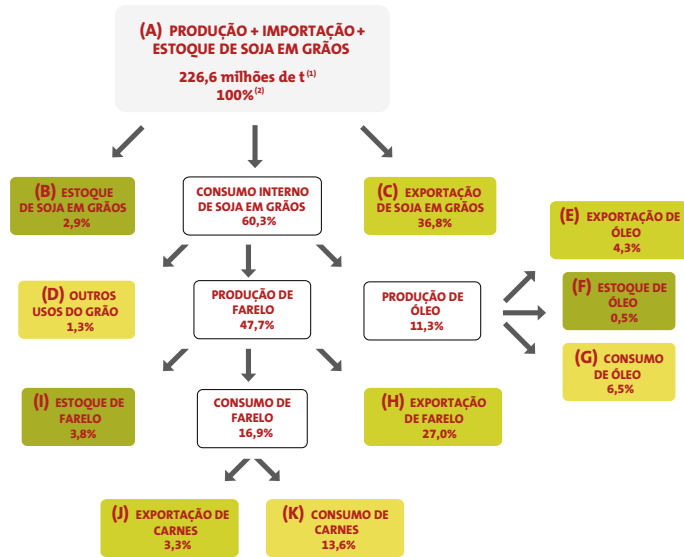 (A) PRODUÇÃO + IMPORTAÇÃO +
ESTOQUE DE SOJA EM GRÃOS
226,6 milhões de t (1)
100% (2)
(B) ESTOQUE
DE SOJA EM GRÃOS
2,9%
CONSUMO INTERNO
DE SOJA EM GRÃOS
60,3%
(C) EXPORTAÇÃO
DE SOJA EM GRÃOS
36,8%
(E) EXPORTAÇÃO DE
ÓLEO
4,3%
(D) OUTROS
USOS DO GRÃO
1,3%
PRODUÇÃO DE
FARELO
47,7%
PRODUÇÃO DE
ÓLEO
11,3%
(F) ESTOQUE DE
ÓLEO
0,5%
(G) CONSUMO
DE ÓLEO
6,5%
(I) ESTOQUE DE
FARELO
3,8%
CONSUMO DE
FARELO
16,9%
(H) EXPORTAÇÃO
DE FARELO
27,0%
(J) EXPORTAÇÃO DE
CARNES
3,3%
(K) CONSUMO DE
CARNES
13,6%